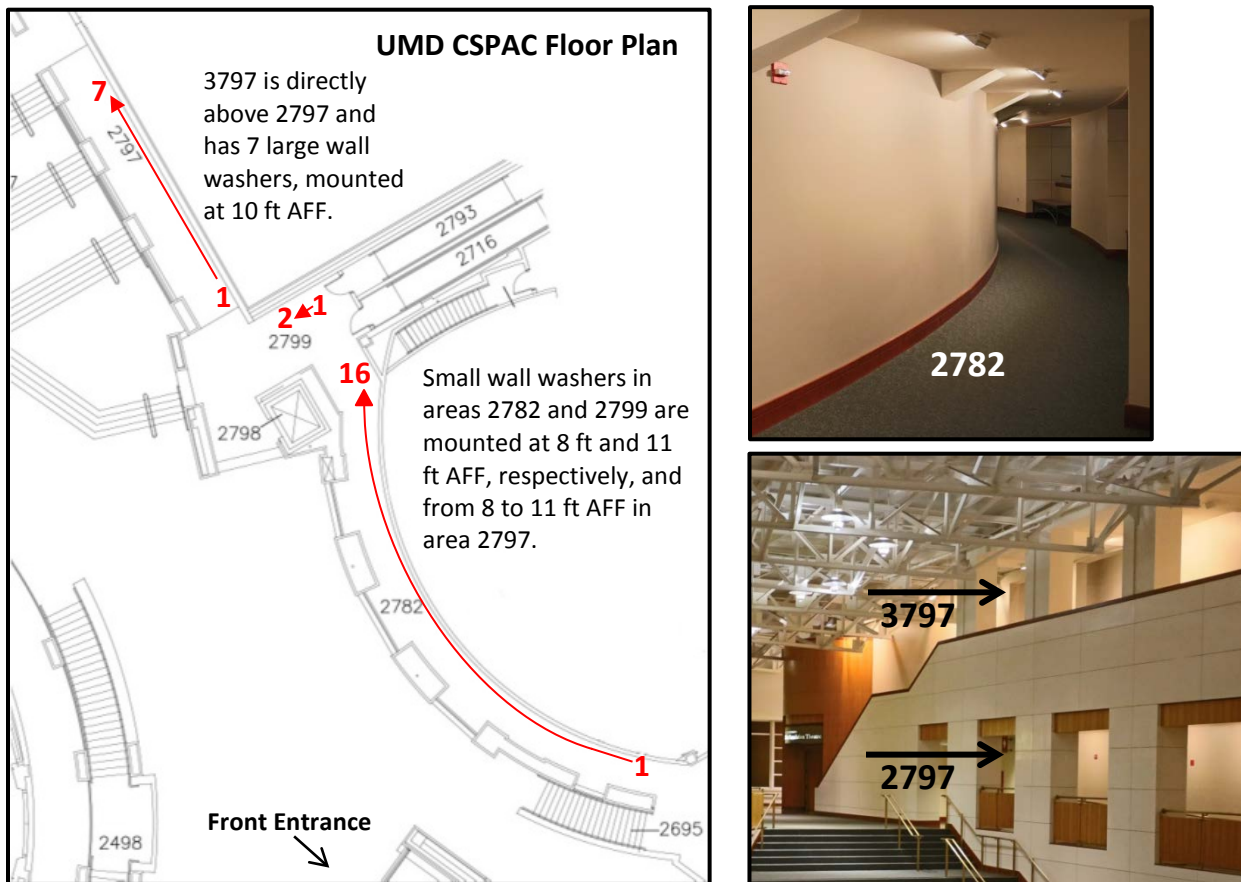 UMD CSPAC Floor Plan
3797 is directly
above 2797 and
has 7 large wall
washers, mounted
at 10 ft AFF.
7
2797
1
2793
2716
1
2
2799
16
2798
Small wall washers in
areas 2782 and 2799 are
mounted at 8 ft and 11
ft AFF, respectively, and
from 8 to 11 ft AFF in
area 2797.
2782
1
Front Entrance
2498
2695
2782
3797
2797